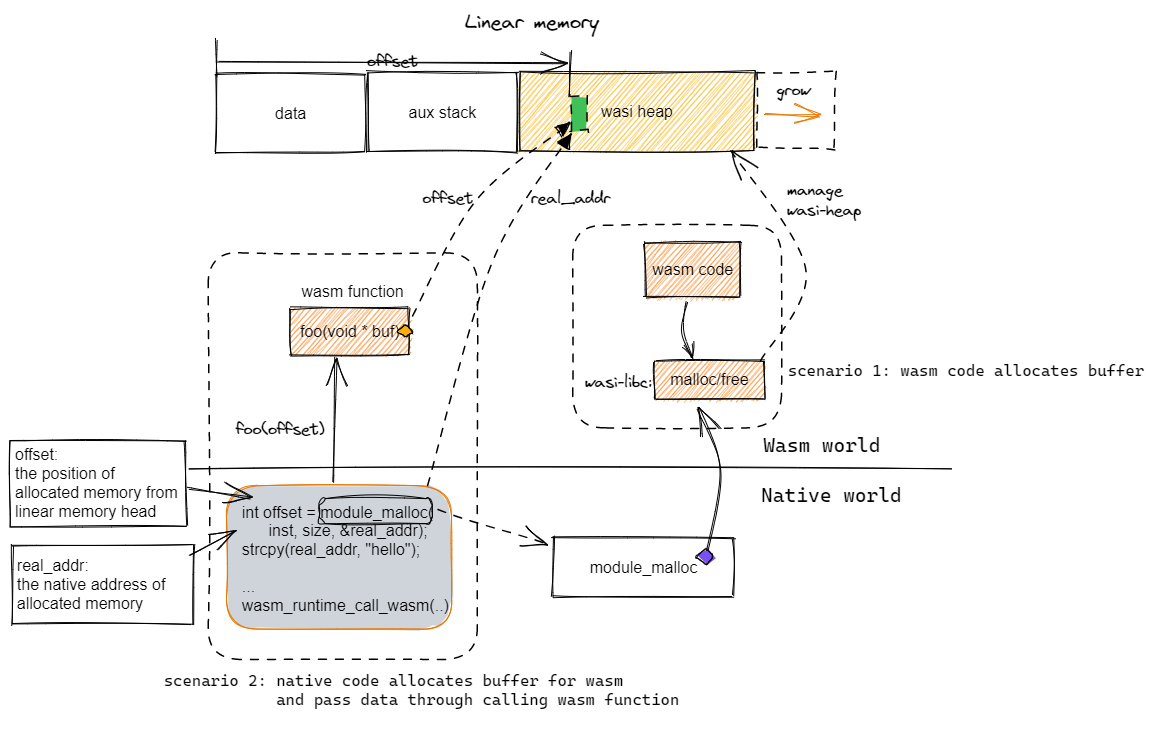 Linear memory
offset
data
aux stack
wasi heap
grow
offset
real_addr
manage
wasi-heap
wasm code
wasm function
foo(void * buf)
wasi-libc:
malloc/free
scenario 1: wasm code allocates buffer
foo(offset)
Wasm world
Native world
offset:
the position of
allocated memory from
linear memory head
int offset = module_malloc(
inst, size, &real_addr);
strcpy(real_addr, "hello");
...
wasm_runtime_call_wasm(..)
real_addr:
the native address of
allocated memory
module_malloc
scenario 2: native code allocates buffer for wasm
and pass data through calling wasm function